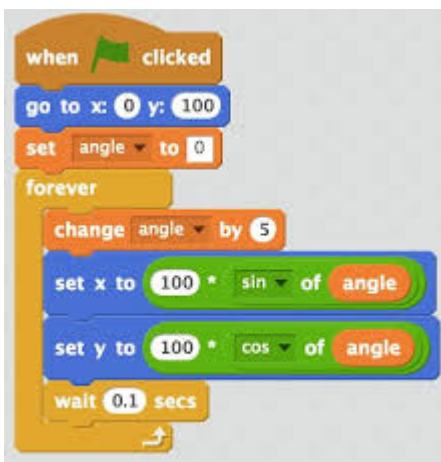 when clicked
go to x: 0 y: 100
set angle to 0
forever
change angle by 5
set x to 100 * sin of angle
set y to 100 * cos of angle
wait 0.1 secs